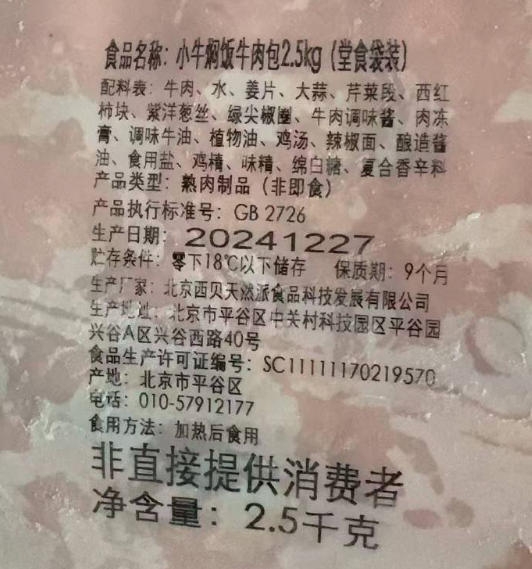 食品名称：小牛焖饭牛肉包2.5kg（堂食袋装）
配料表：牛肉、水、姜片、大蒜、芹菜段、西红
柿块、紫洋葱丝、绿尖椒圈、牛肉调味酱、肉冻
膏、调味牛油、植物油、鸡汤、辣椒面、酿造酱
油、食用盐、鸡精、味精、绵白糖、复合香辛料
产品类型：熟肉制品（非即食）
产品执行标准号：GB 2726
生产日期：20241227
贮存条件：零下18℃以下储存 保质期：9个月
生产厂家：北京西贝天然派食品科技发展有限公司
生产地址：北京市平谷区中关村科技园区平谷园
兴谷A区兴谷西路40号
食品生产许可证编号：SC11111170219570
产地：北京市平谷区
电话：010-57912177
食用方法：加热后食用
非直接提供消费者
净含量：2.5千克